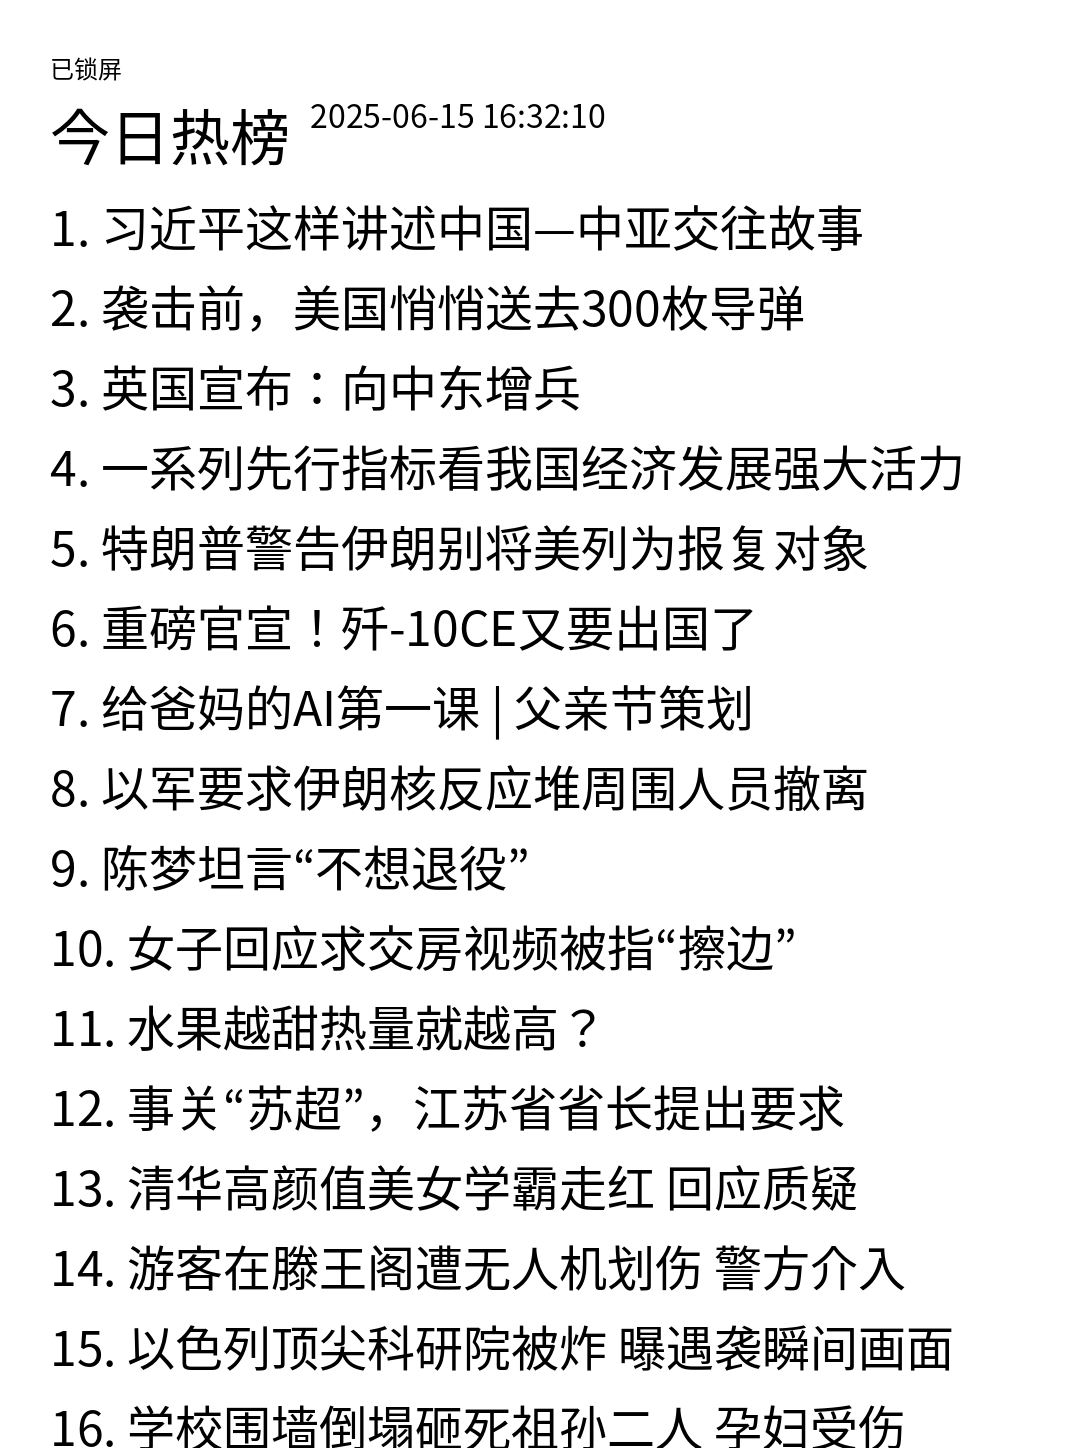 已锁屏
今日热榜 2025-06-15 16:32:10
1. 习近平这样讲述中国—中亚交往故事
2. 袭击前，美国悄悄送去300枚导弹
3. 英国宣布：向中东增兵
4. 一系列先行指标看我国经济发展强大活力
5. 特朗普警告伊朗别将美列为报复对象
6. 重磅官宣！歼-10CE又要出国了
7. 给爸妈的AI第一课 | 父亲节策划
8. 以军要求伊朗核反应堆周围人员撤离
9. 陈梦坦言“不想退役”
10. 女子回应求交房视频被指“擦边”
11. 水果越甜热量就越高？
12. 事关“苏超”，江苏省省长提出要求
13. 清华高颜值美女学霸走红 回应质疑
14. 游客在滕王阁遭无人机划伤 警方介入
15. 以色列顶尖科研院被炸 曝遇袭瞬间画面
16. 学校围墙倒塌砸死祖孙二人 孕妇受伤